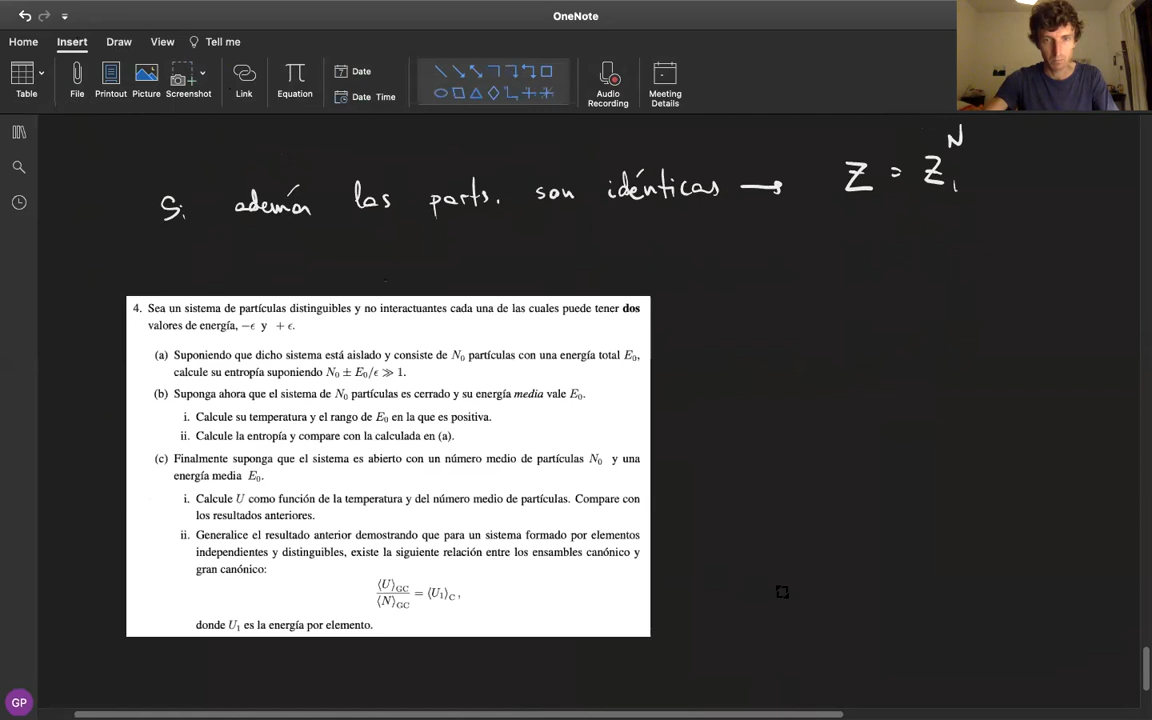 OneNote
Home Insert Draw View Tell me
Table File Printout Picture Screenshot Link Equation Date Date Time Audio Recording Meeting Details
Si además las parts. son idénticas → Z = Z₁ᴺ
4. Sea un sistema de partículas distinguibles y no interactuantes cada una de las cuales puede tener dos
valores de energía, −ϵ y + ϵ.
(a) Suponiendo que dicho sistema está aislado y consiste de N₀ partículas con una energía total E₀,
calcule su entropía suponiendo N₀ ± E₀/ϵ ≫ 1.
(b) Suponga ahora que el sistema de N₀ partículas es cerrado y su energía media vale E₀.
i. Calcule su temperatura y el rango de E₀ en la que es positiva.
ii. Calcule la entropía y compare con la calculada en (a).
(c) Finalmente suponga que el sistema es abierto con un número medio de partículas N₀ y una
energía media E₀.
i. Calcule U como función de la temperatura y del número medio de partículas. Compare con
los resultados anteriores.
ii. Generalice el resultado anterior demostrando que para un sistema formado por elementos
independientes y distinguibles, existe la siguiente relación entre los ensambles canónico y
gran canónico:
⟨U⟩GC / ⟨N⟩GC = ⟨U₁⟩C ,
donde U₁ es la energía por elemento.
GP